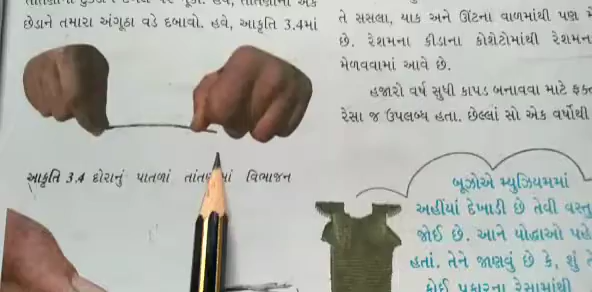 છેડાને તમારા અંગૂઠા વડે દબાવો. હવે, આકૃતિ 3.4માં
આકૃતિ 3.4 દોરાનું પાતળાં વિભાજન
તે સસલા, યાક અને ઊંટના વાળમાંથી પણ
છે. રેશમના કીડાના કોશેટોમાંથી રેશમન
મેળવવામાં આવે છે.
હજારો વર્ષ સુધી કાપડ બનાવવા માટે ફક્ત
રેસા જ ઉપલબ્ધ હતા. છેલ્લાં સો એક વર્ષોથી
બૂઝોએ મ્યુઝિયમમાં
અહીંયાં દેખાડી છે તેવી વસ્તુ
જોઈ છે. આને યોદ્ધાઓ પહે
હતાં. તેને જાણવું છે કે, શું તે
કોઈ પ્રકારના રેસામાંથી